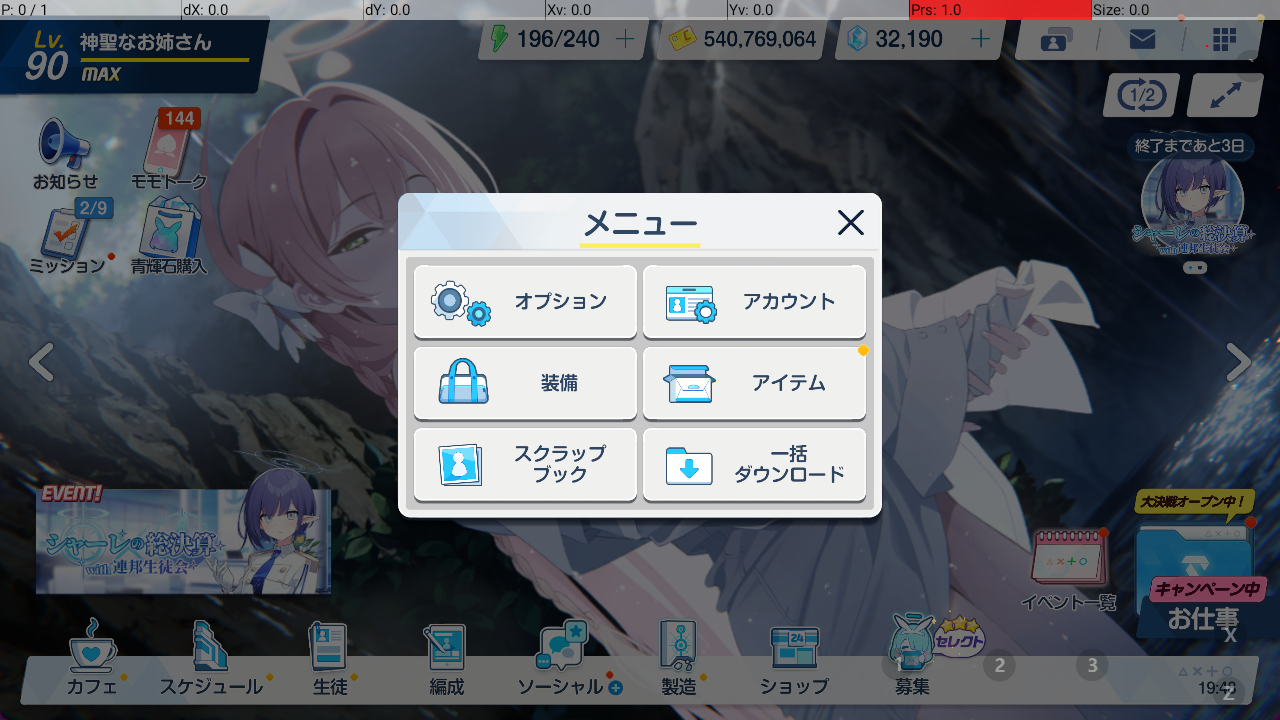 P: 0 / 1
dX: 0.0
dY: 0.0
Xv: 0.0
Yv: 0.0
Prs: 1.0
Size: 0.0
Lv. 90
神聖なお姉さん
MAX
196/240
540,769,064
32,190
1/2
144
お知らせ
モモトーク
2/9
ミッション
青輝石購入
終了まであと3日
シャーレの総決算
with 連邦生徒会
メニュー
オプション
アカウント
装備
アイテム
スクラップ
ブック
一括
ダウンロード
EVENT!
シャーレの総決算
with 連邦生徒会
大決戦オープン中!
キャンペーン中
イベント一覧
お仕事
X
24
セレクト
カフェ
スケジュール
生徒
編成
ソーシャル
製造
ショップ
募集
1
2
3
19:4
Z